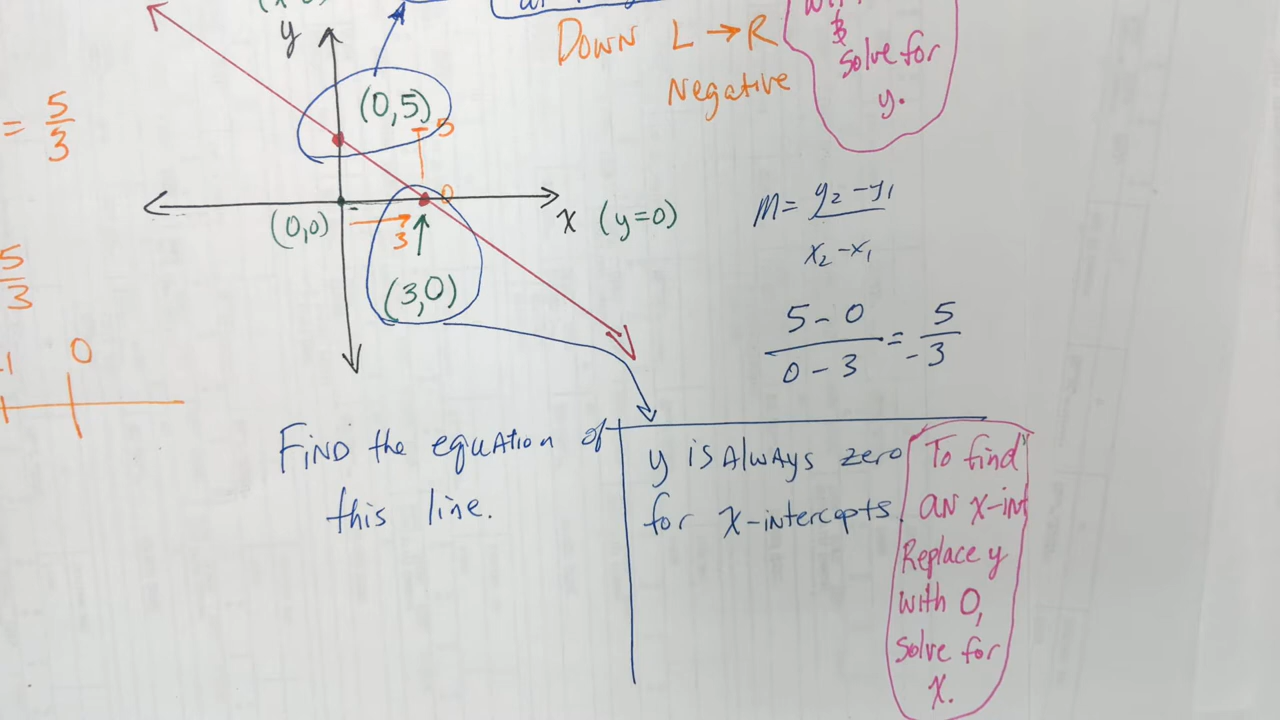 y
DOWN L → R
Negative
$
Solve for
y.
(0,5)
5
= 5
3
0
(0,0)
3
(3,0)
x (y=0)
m = y₂ - y₁
x₂ - x₁
5 - 0 = 5
0 - 3 -3
5
3
-1 0
Find the equation of
this line.
y is Always zero
for x-intercepts.
To find
an x-int
Replace y
with 0,
Solve for
x.